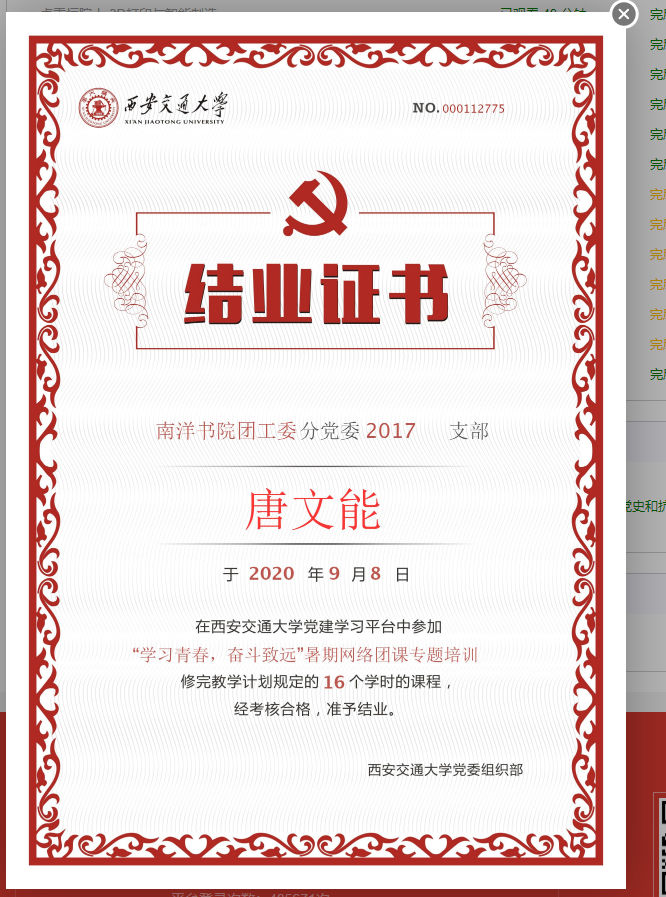 西安交通大学
XI'AN JIAOTONG UNIVERSITY
NO. 000112775
结业证书
南洋书院团工委分党委 2017 支部
唐文能
于 2020 年 9 月 8 日
在西安交通大学党建学习平台中参加
“学习青春，奋斗致远”暑期网络团课专题培训
修完教学计划规定的 16 个学时的课程，
经考核合格，准予结业。
西安交通大学党委组织部